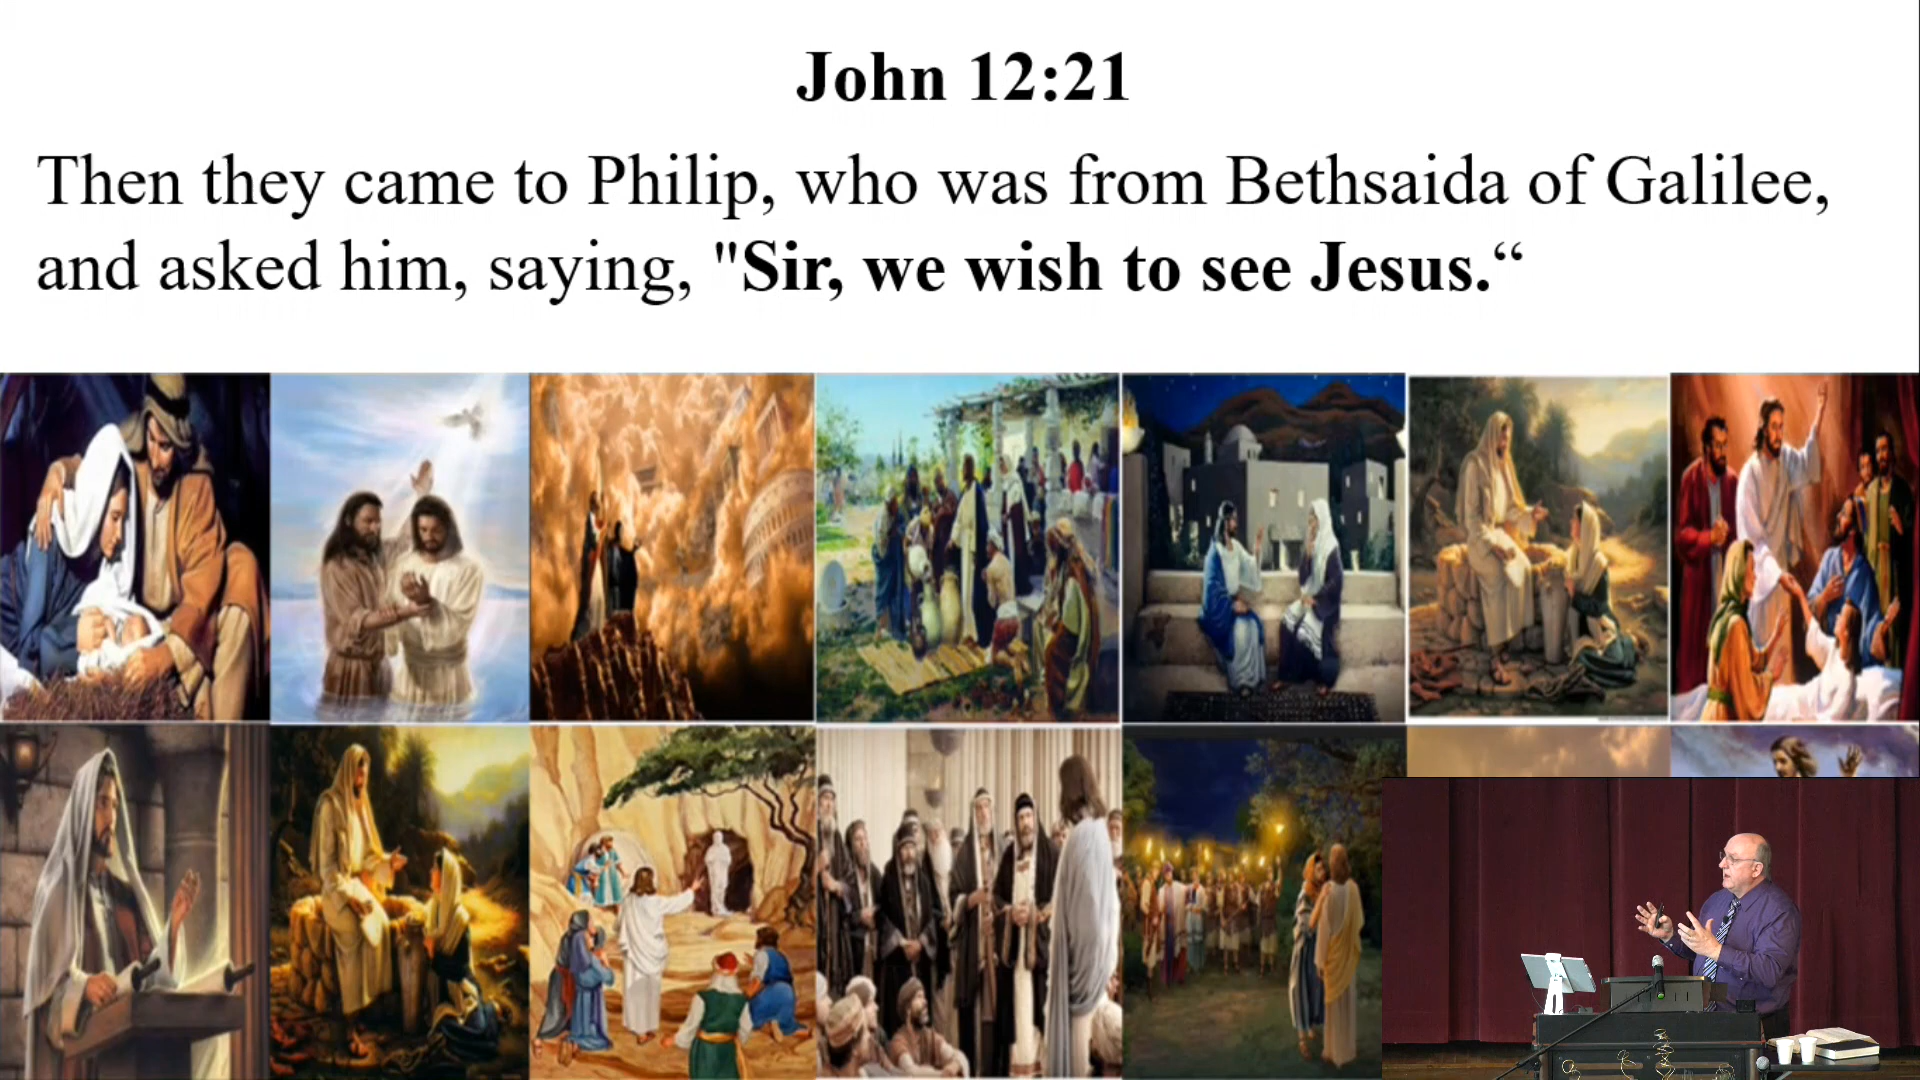 John 12:21
Then they came to Philip, who was from Bethsaida of Galilee,
and asked him, saying, "Sir, we wish to see Jesus.“